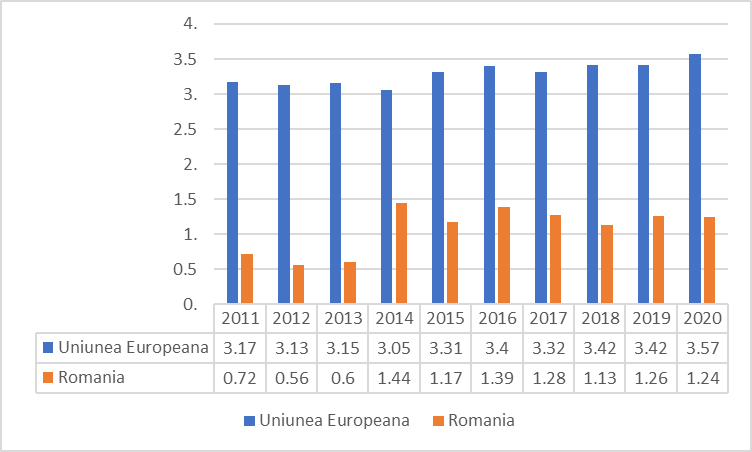 4.
3.5
3.
2.5
2.
1.5
1.
0.5
0.
2011 2012 2013 2014 2015 2016 2017 2018 2019 2020
Uniunea Europeana 3.17 3.13 3.15 3.05 3.31 3.4 3.32 3.42 3.42 3.57
Romania 0.72 0.56 0.6 1.44 1.17 1.39 1.28 1.13 1.26 1.24
Uniunea Europeana Romania